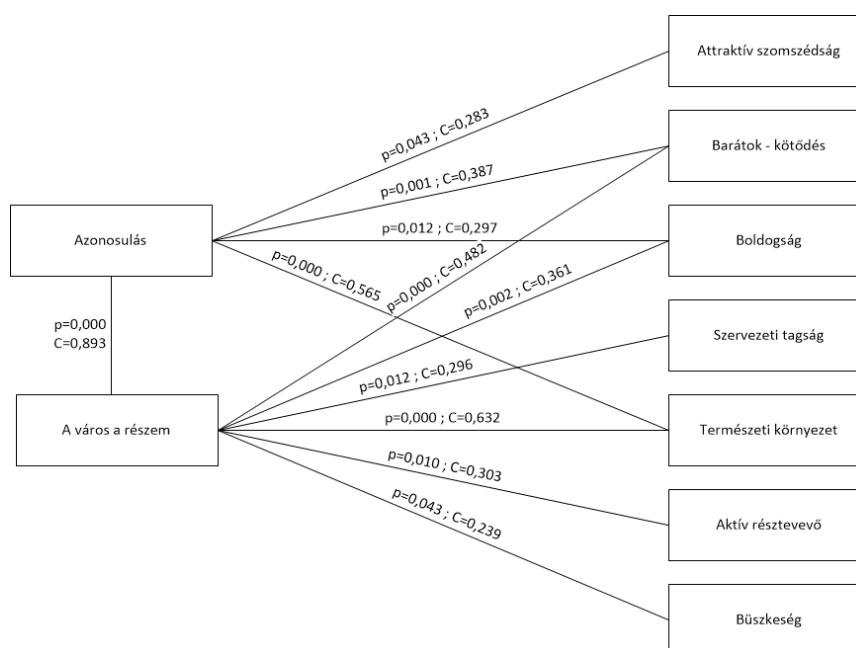 Attraktív szomszédság
p=0,043 ; C=0,283
Barátok - kötődés
p=0,001 ; C=0,387
Azonosulás
p=0,012 ; C=0,297
Boldogság
p=0,000 ; C=0,565
p=0,000 ; C=0,482
p=0,002 ; C=0,361
p=0,000
C=0,893
Szervezeti tagság
p=0,012 ; C=0,296
A város a részem
p=0,000 ; C=0,632
Természeti környezet
p=0,010 ; C=0,303
Aktív résztevevő
p=0,043 ; C=0,239
Büszkeség